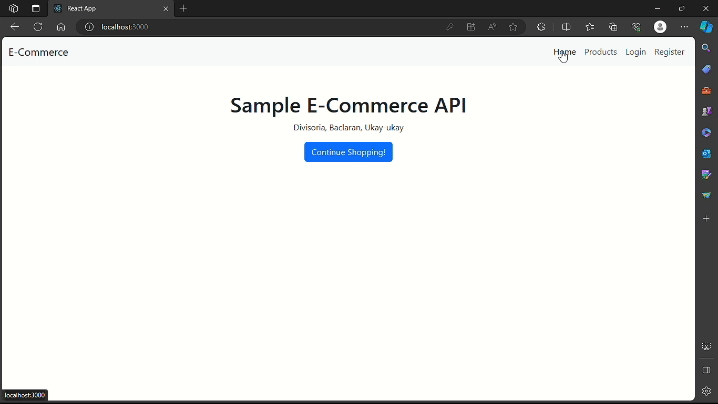 React App
localhost:3000
E-Commerce
Home Products Login Register
Sample E-Commerce API
Divisoria, Baclaran, Ukay ukay
Continue Shopping!
localhost:3000